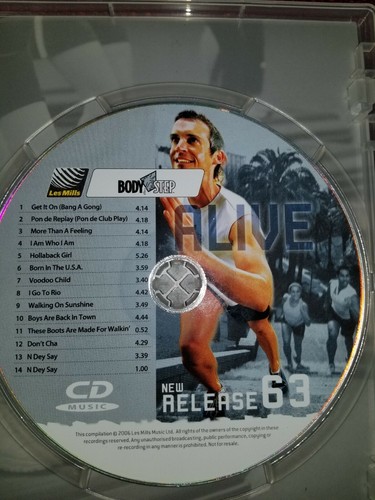 LesMills
BODY STEP
ALIVE
1 Get It On (Bang A Gong) 4.14
2 Pon de Replay (Pon de Club Play) 4.18
3 More Than A Feeling 4.14
4 I Am Who I Am 4.18
5 Hollaback Girl 5.26
6 Born In The U.S.A. 3.59
7 Voodoo Child 3.40
8 I Go To Rio 4.42
9 Walking On Sunshine 3.49
10 Boys Are Back In Town 4.44
11 These Boots Are Made For Walkin' 0.52
12 Don't Cha 4.29
13 N Dey Say 3.39
14 N Dey Say 1.00
CD
MUSIC
NEW
RELEASE 63
This compilation © 2006 Les Mills Music Ltd. All rights of the owners of the copyright in these
recordings reserved. Any unauthorised broadcasting, public performance, copying or
re-recording in any manner is prohibited. Not for resale.